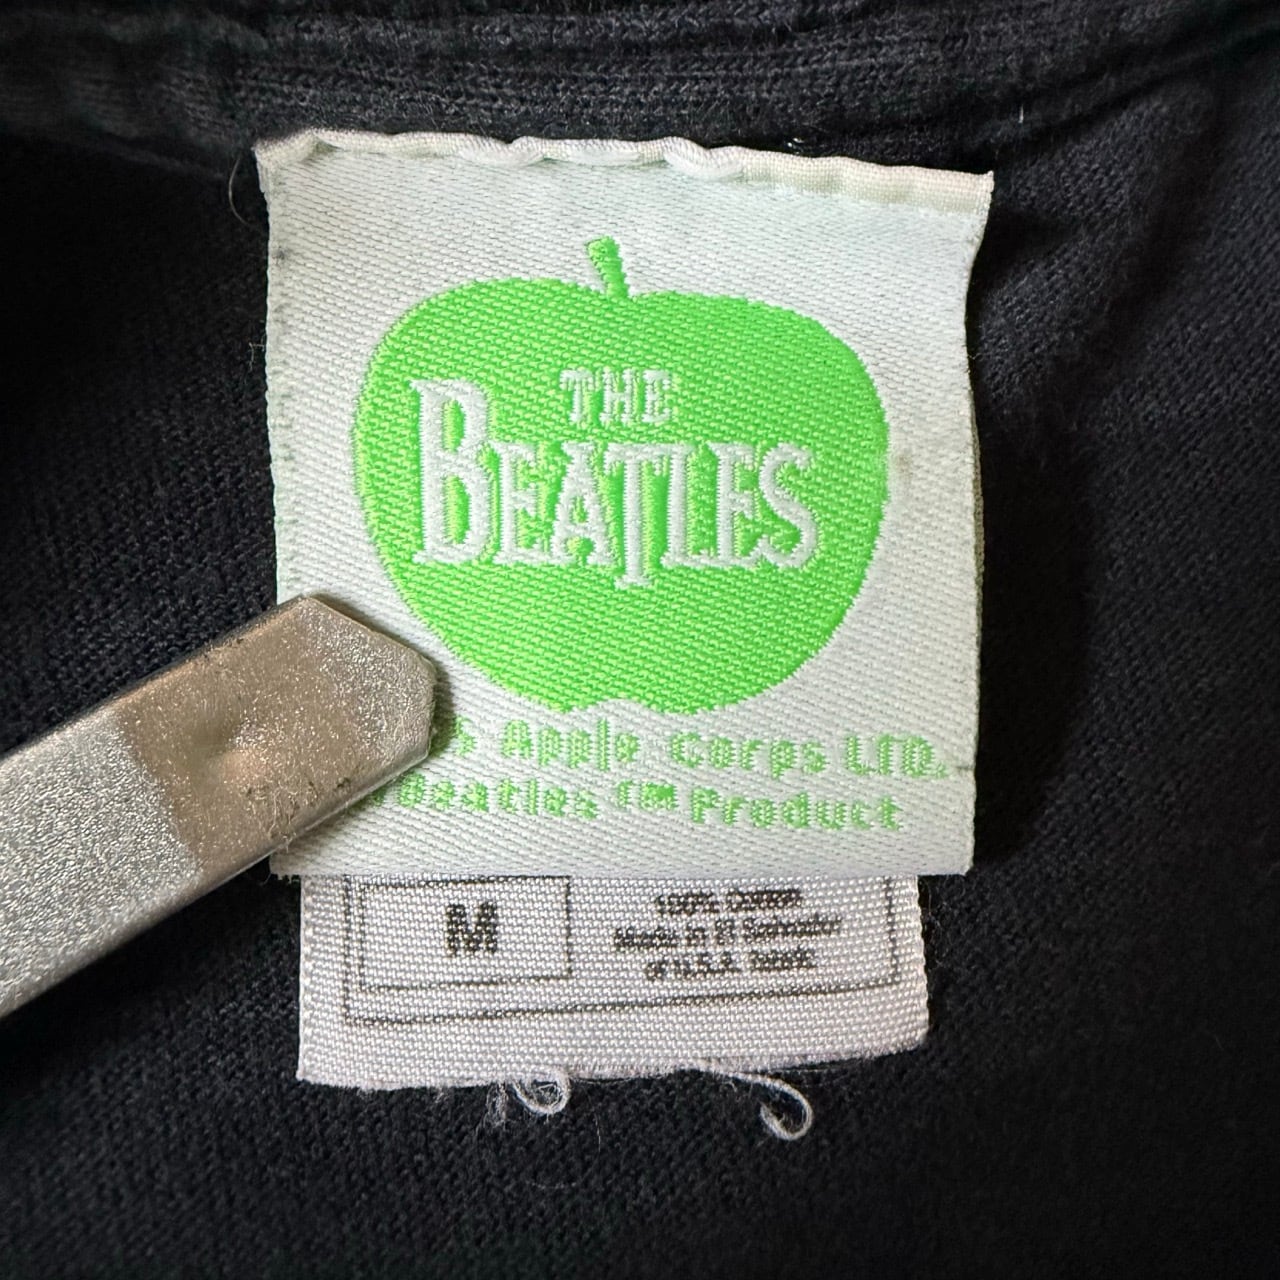 THE
BEATLES
Apple Corps LTD.
Beatles TM Product
M
100% Cotton
Made in El Salvador
of U.S.A. fabric